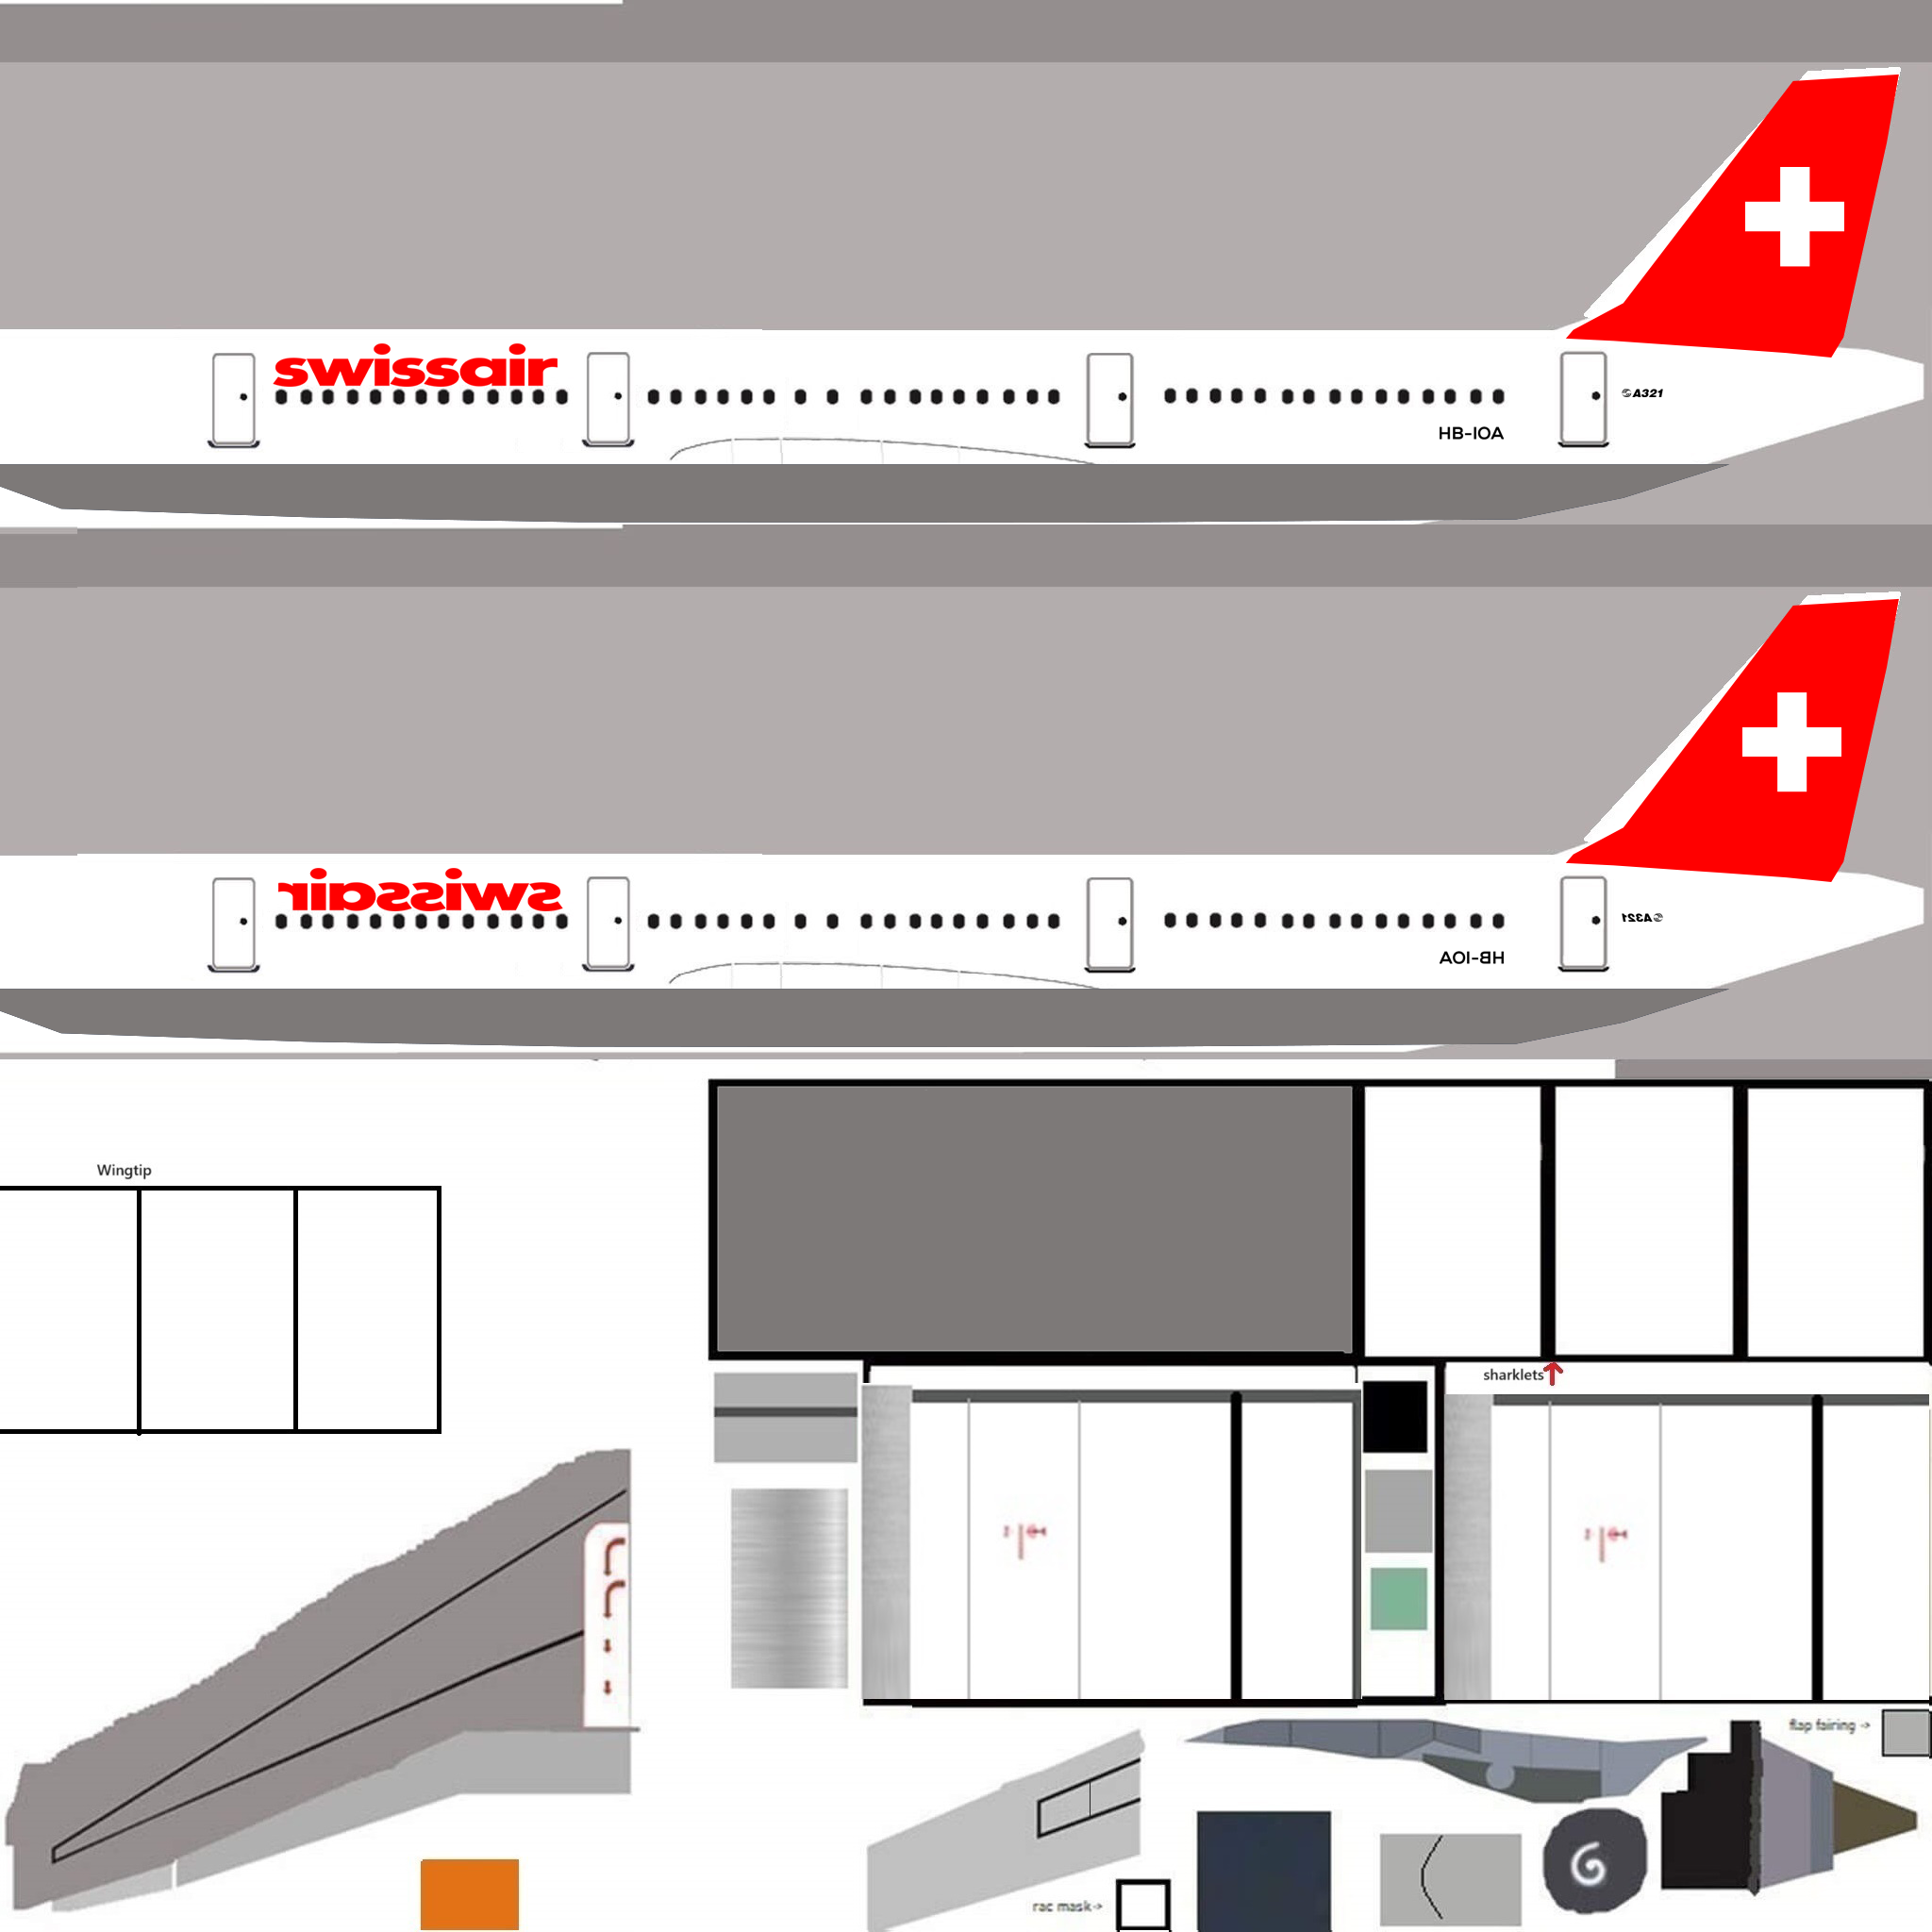 swissair
A321
HB-IOA
swissair
A321
HB-IOA
Wingtip
sharklets
flap fairing ->
rac mask->